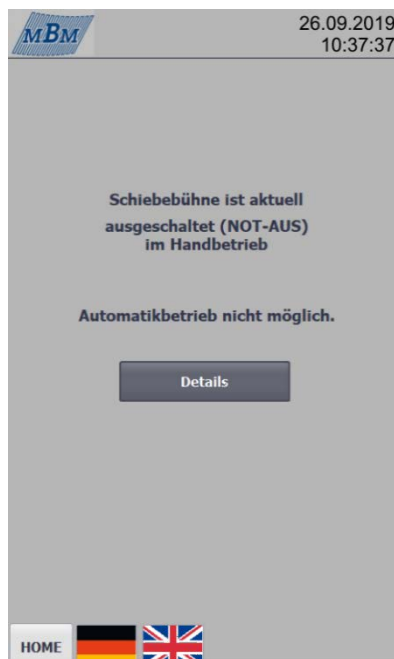 MBM
26.09.2019
10:37:37
Schiebebühne ist aktuell
ausgeschaltet (NOT-AUS)
im Handbetrieb
Automatikbetrieb nicht möglich.
Details
HOME